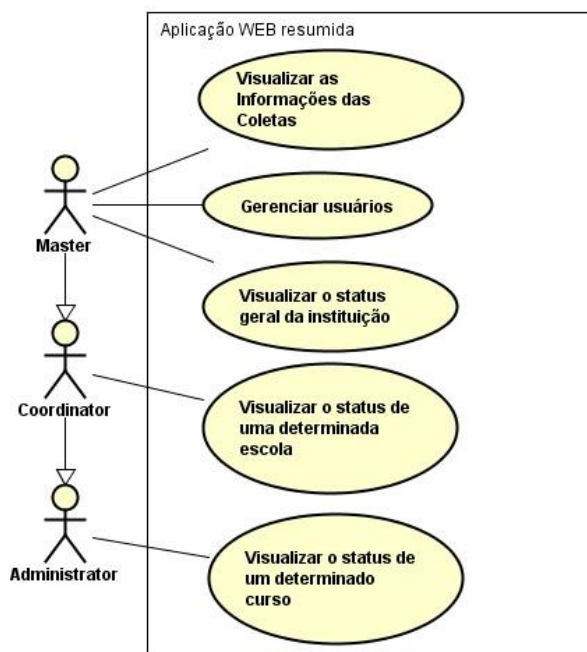 Aplicação WEB resumida
Visualizar as
Informações das
Coletas
Gerenciar usuários
Master
Visualizar o status
geral da instituição
Coordinator
Visualizar o status de
uma determinada
escola
Administrator
Visualizar o status de
um determinado
curso